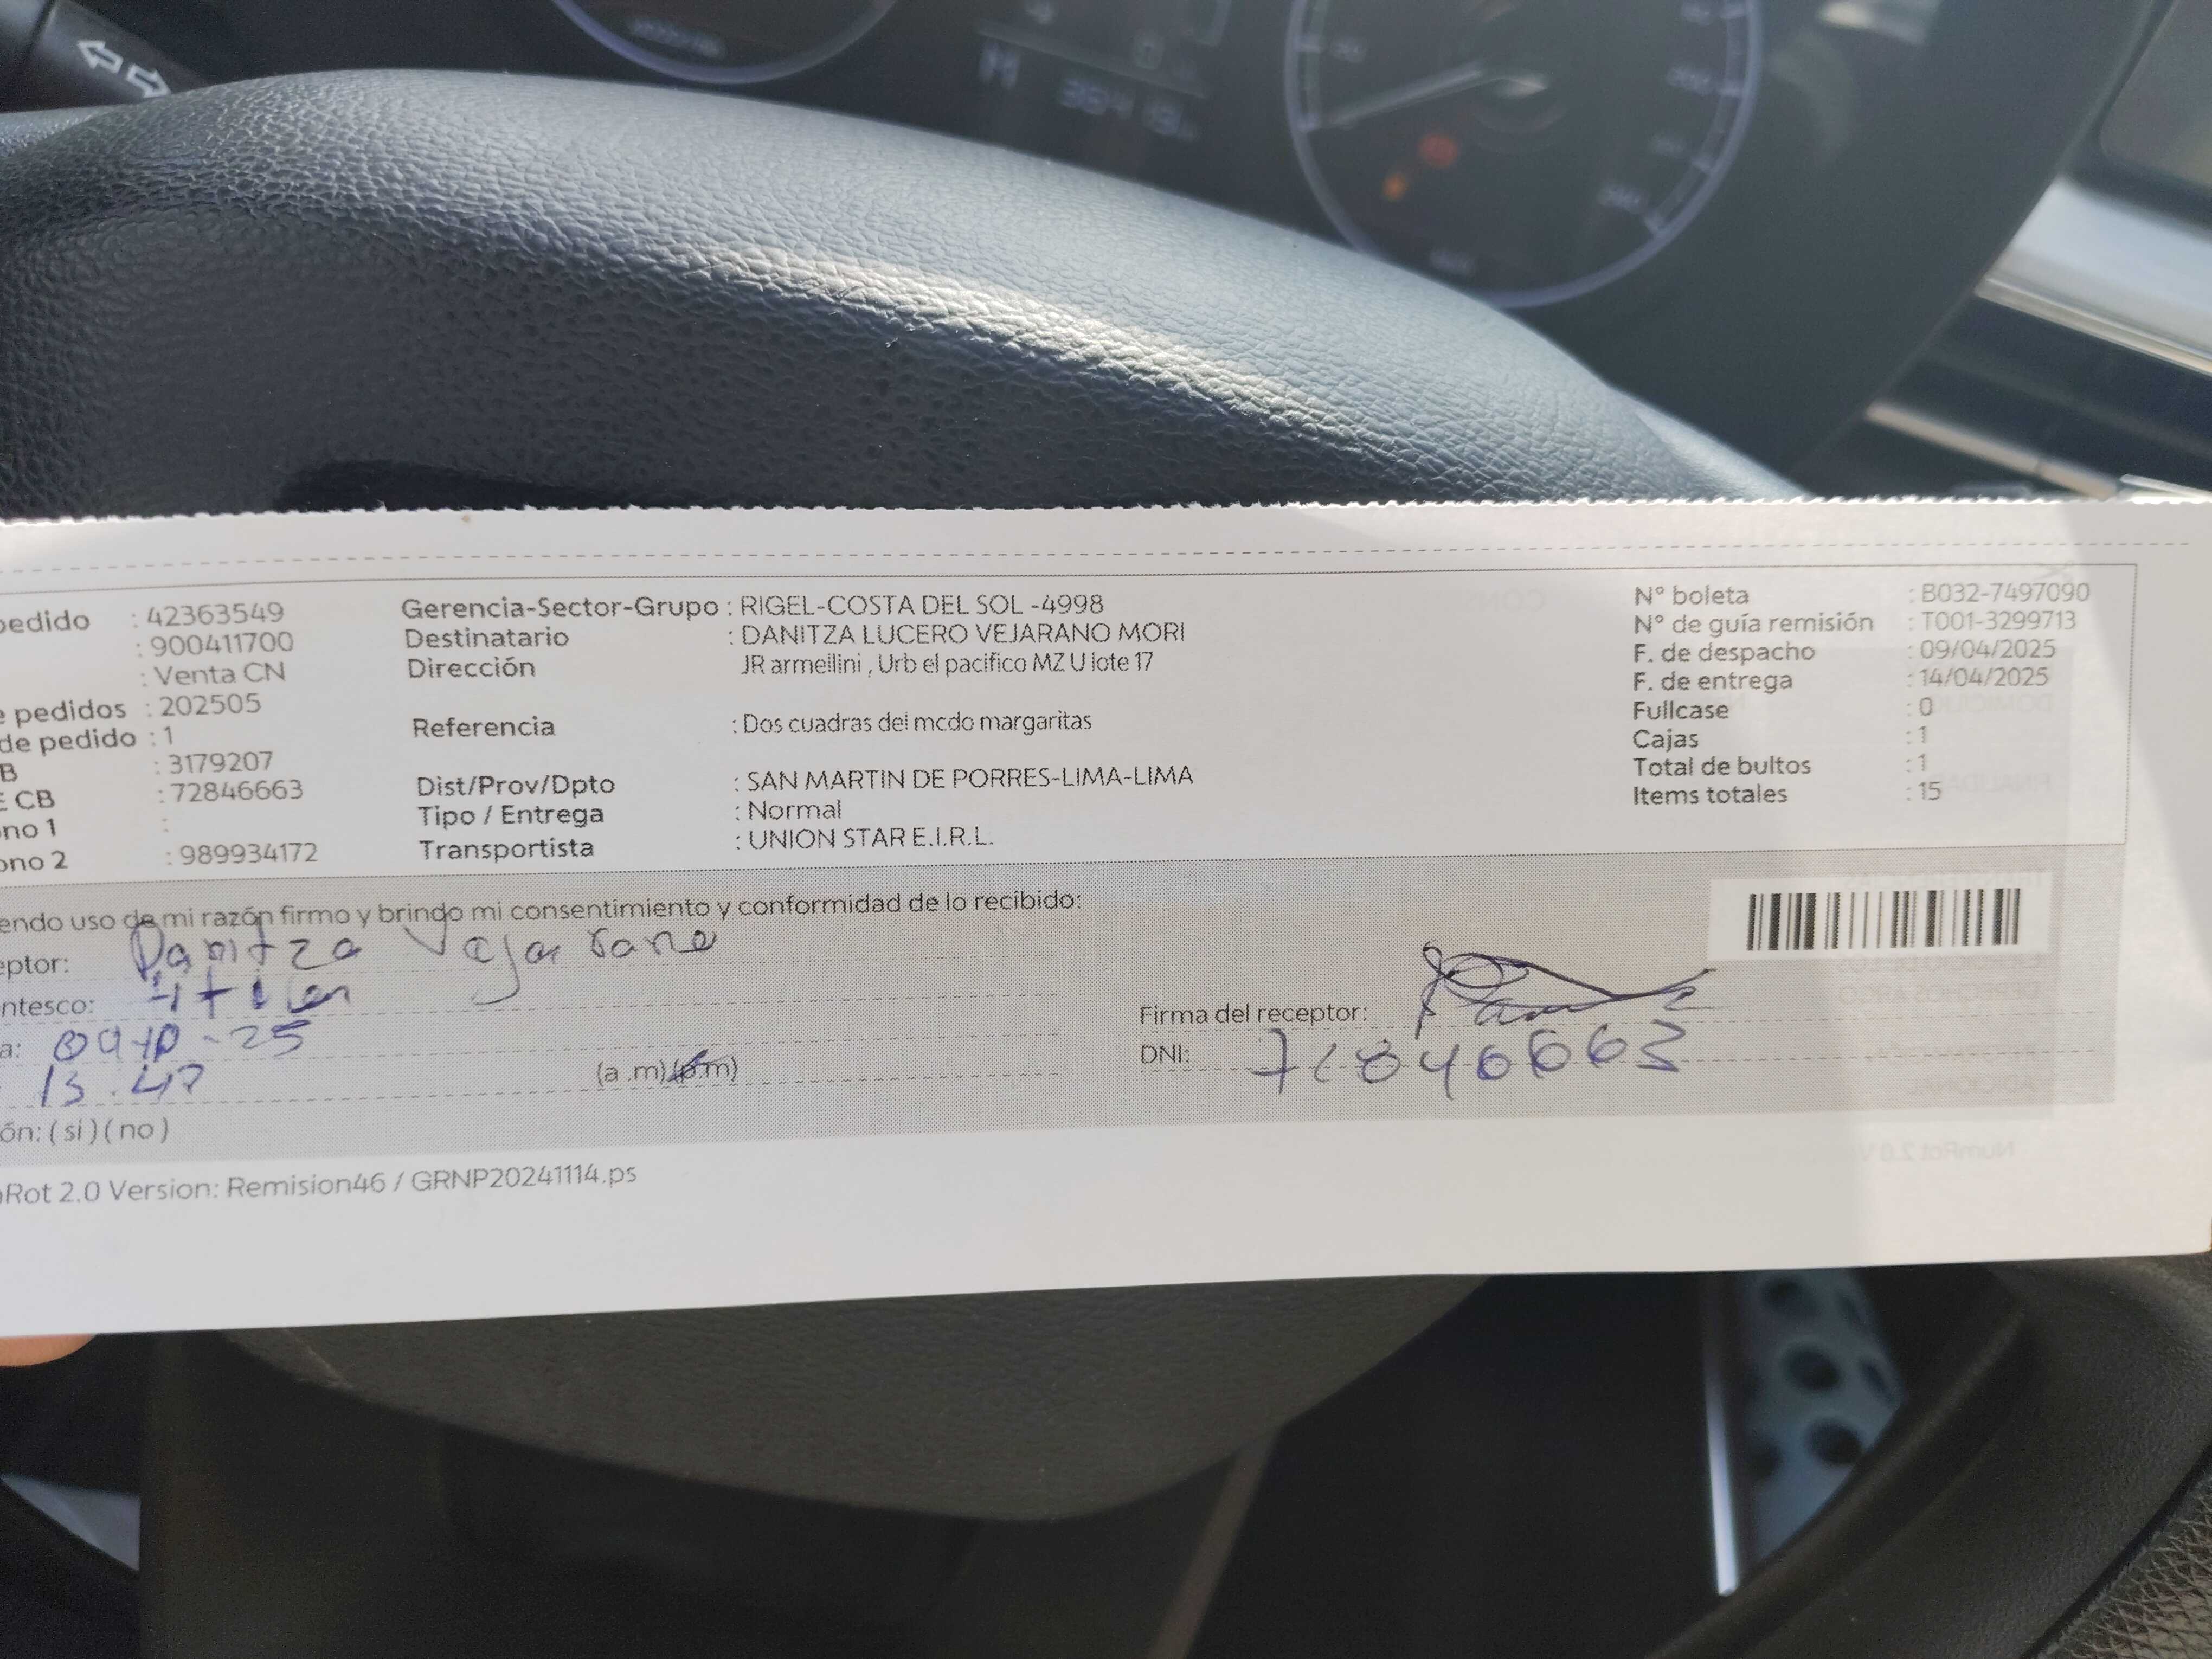 pedido : 42363549
: 900411700
: Venta CN
e pedidos : 202505
de pedido : 1
B : 3179207
E CB : 72846663
ono 1 :
ono 2 : 989934172
Gerencia-Sector-Grupo : RIGEL-COSTA DEL SOL -4998
Destinatario : DANITZA LUCERO VEJARANO MORI
Dirección JR armellini , Urb el pacifico MZ U lote 17
Referencia : Dos cuadras del mcdo margaritas
Dist/Prov/Dpto : SAN MARTIN DE PORRES-LIMA-LIMA
Tipo / Entrega : Normal
Transportista : UNION STAR E.I.R.L.
N° boleta : B032-7497090
N° de guía remisión : T001-3299713
F. de despacho : 09/04/2025
F. de entrega : 14/04/2025
Fullcase : 0
Cajas : 1
Total de bultos : 1
Items totales : 15
endo uso de mi razón firmo y brindo mi consentimiento y conformidad de lo recibido:
eptor: Danitza Vejarano
ntesco:
a:
13.47 (a .m) (p.m)
Firma del receptor:
DNI: 72846663
ón: ( si ) ( no )
Rot 2.0 Version: Remision46 / GRNP20241114.ps